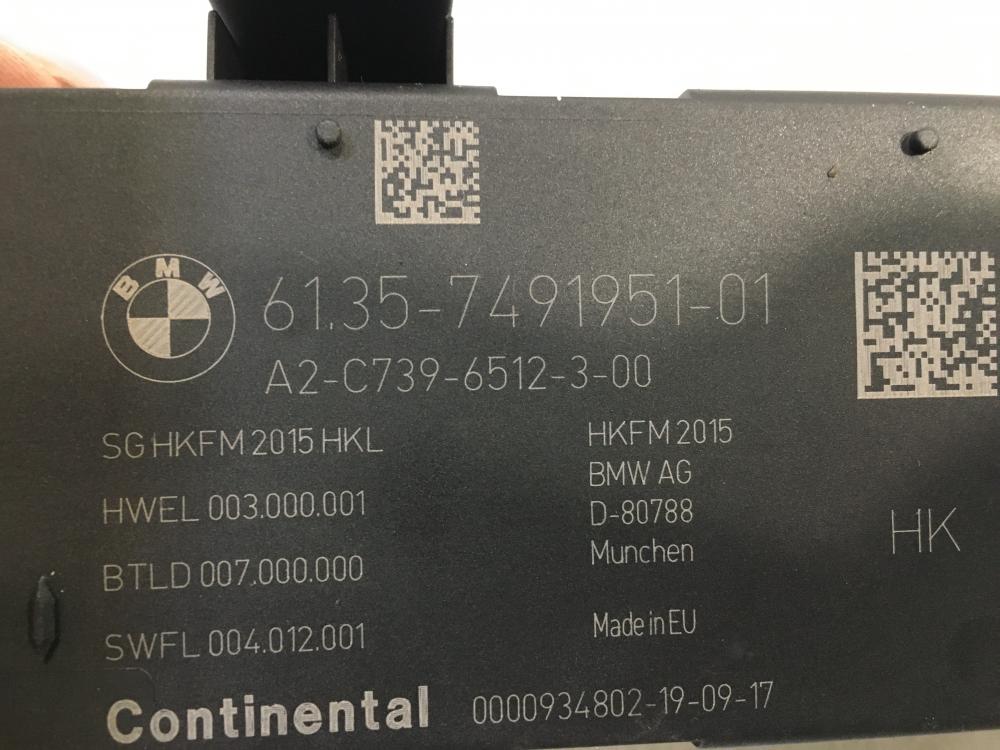 BMW
61.35-7491951-01
A2-C739-6512-3-00
SG HKFM 2015 HKL
HWEL 003.000.001
BTLD 007.000.000
SWFL 004.012.001
HKFM 2015
BMW AG
D-80788
Munchen
Made in EU
HK
Continental 0000934802-19-09-17